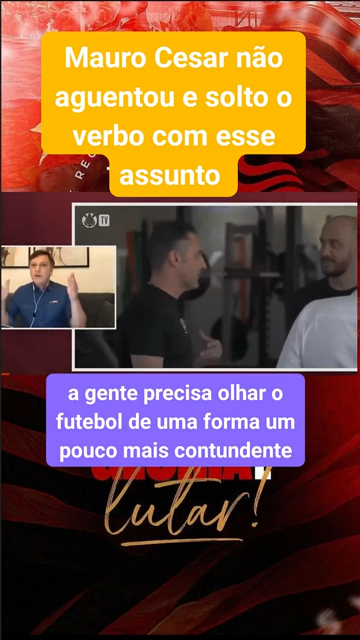 Mauro Cesar não
aguentou e solto o
verbo com esse
assunto
TV
a gente precisa olhar o
futebol de uma forma um
pouco mais contundente
lutar!